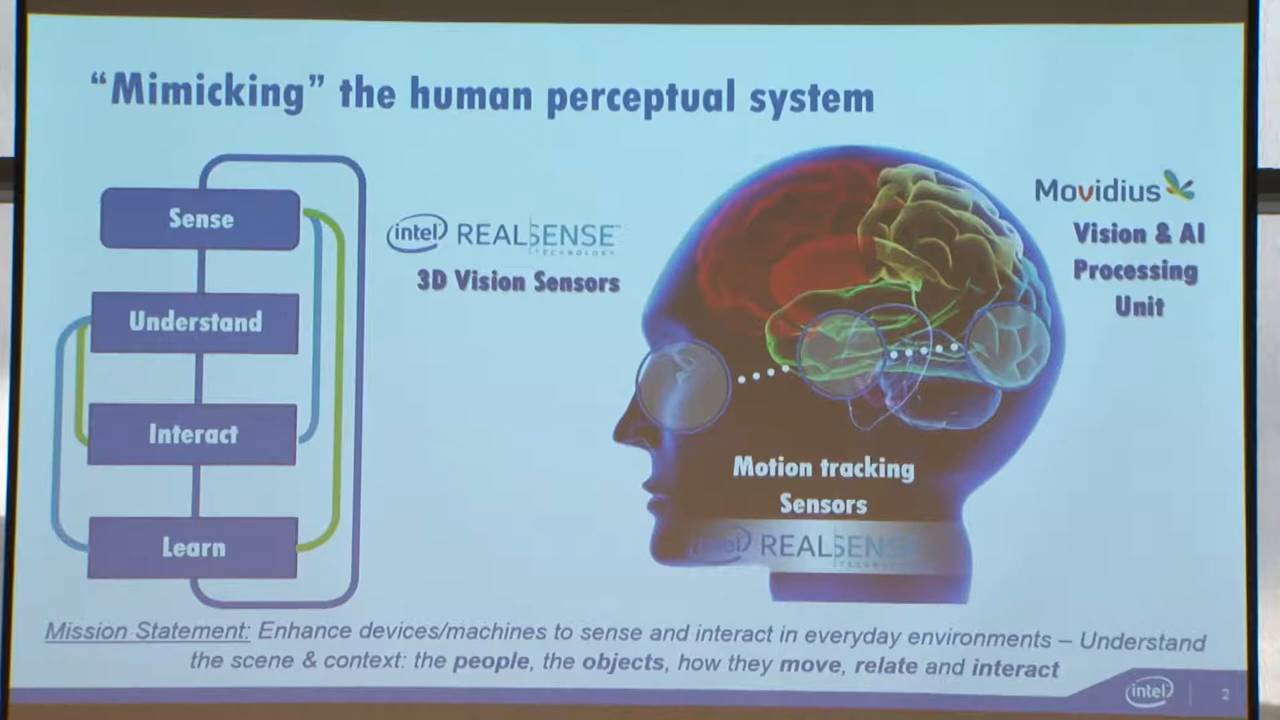 “Mimicking” the human perceptual system
Sense
Understand
Interact
Learn
intel REALSENSE
TECHNOLOGY
3D Vision Sensors
Movidius
Vision & AI
Processing
Unit
Motion tracking
Sensors
intel REALSENSE
TECHNOLOGY
Mission Statement: Enhance devices/machines to sense and interact in everyday environments – Understand
the scene & context: the people, the objects, how they move, relate and interact
intel
2